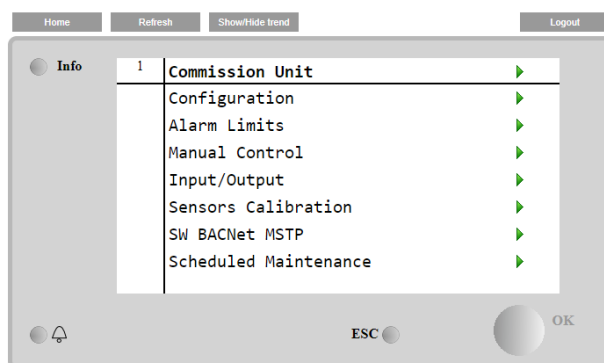 Home Refresh Show/Hide trend Logout
Info
1 Commission Unit
Configuration
Alarm Limits
Manual Control
Input/Output
Sensors Calibration
SW BACNet MSTP
Scheduled Maintenance
ESC OK